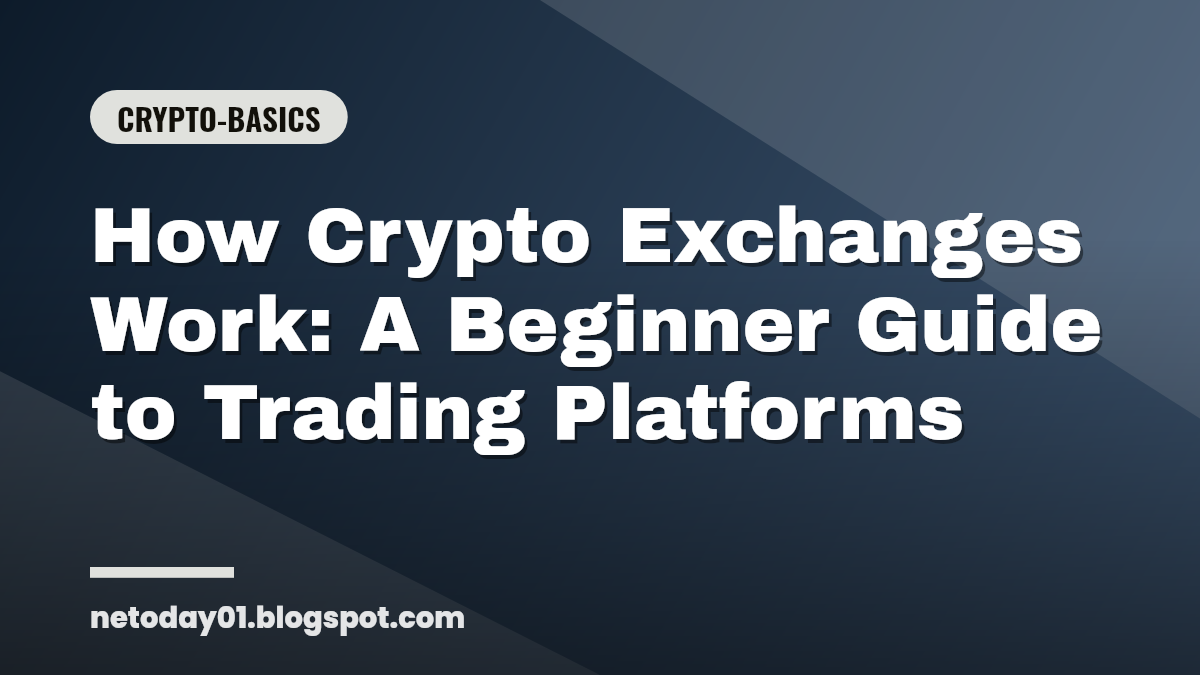 CRYPTO-BASICS
How Crypto Exchanges
Work: A Beginner Guide
to Trading Platforms
netoday01.blogspot.com